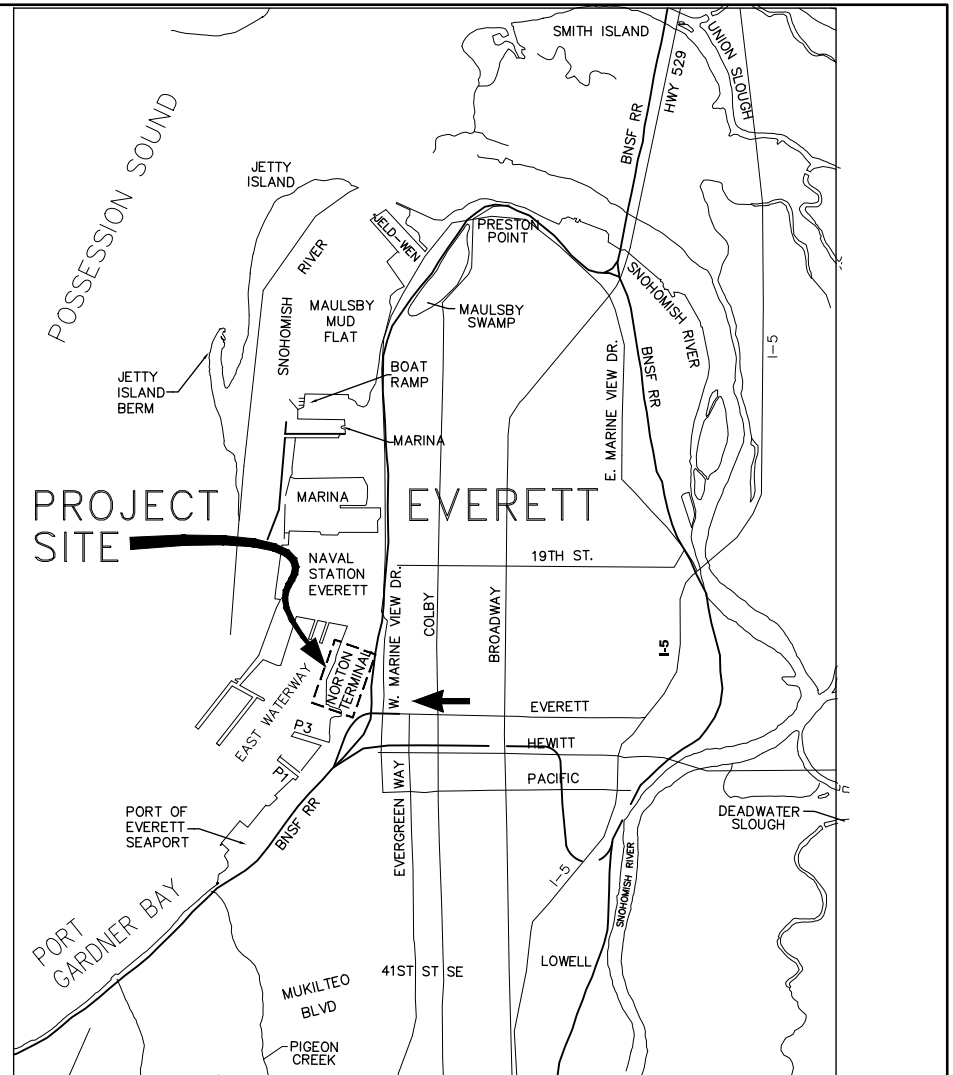 SMITH ISLAND
UNION SLOUGH
HWY 529
BNSF RR
POSSESSION SOUND
JETTY
ISLAND
RIVER
SNOHOMISH
JELD-WEN
PRESTON
POINT
MAULSBY
MUD
FLAT
MAULSBY
SWAMP
SNOHOMISH RIVER
I-5
JETTY
ISLAND
BERM
BOAT
RAMP
E. MARINE VIEW DR.
BNSF RR
MARINA
MARINA
EVERETT
PROJECT
SITE
NAVAL
STATION
EVERETT
19TH ST.
W. MARINE VIEW DR.
COLBY
BROADWAY
I-5
NORTON
TERMINAL
EAST WATERWAY
EVERETT
P3
HEWITT
P1
PACIFIC
EVERGREEN WAY
DEADWATER
SLOUGH
PORT OF
EVERETT
SEAPORT
BNSF RR
I-5
SNOHOMISH RIVER
PORT
GARDNER BAY
LOWELL
41ST ST SE
MUKILTEO
BLVD
PIGEON
CREEK